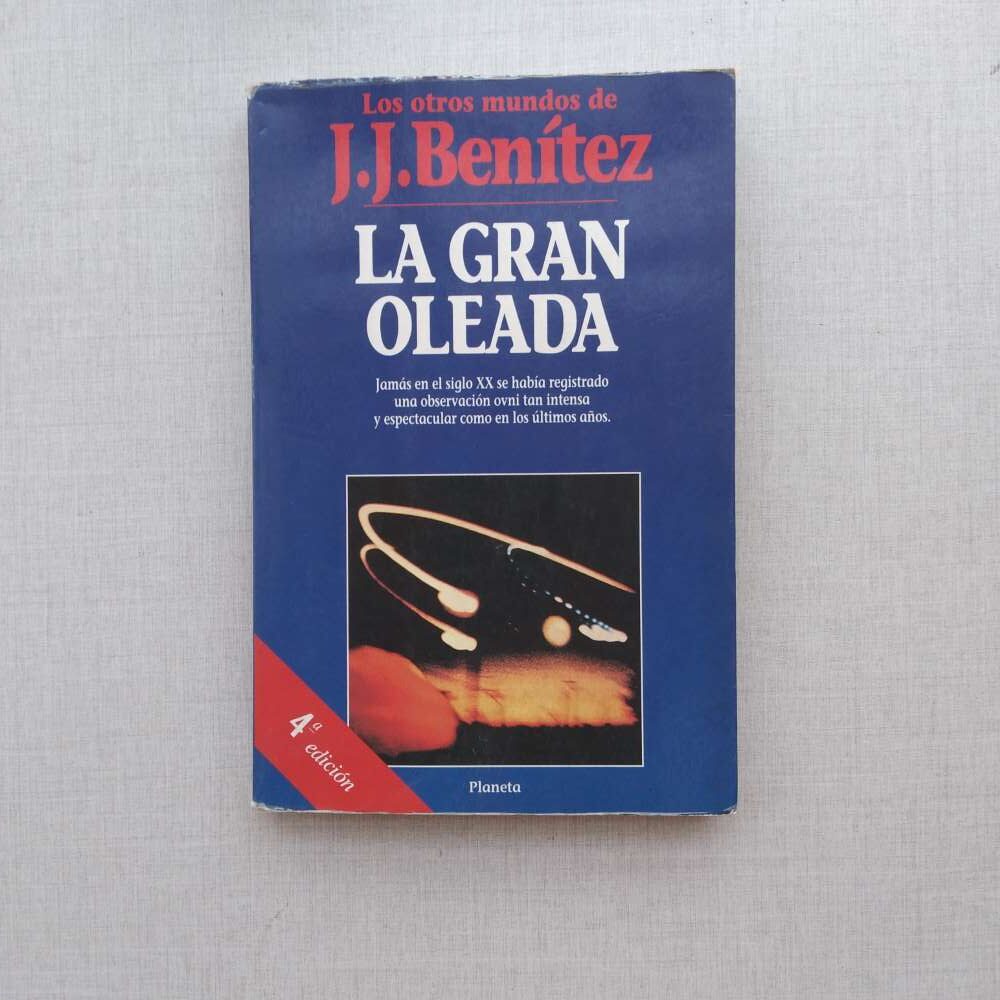 Los otros mundos de
J.J.Benítez
LA GRAN
OLEADA
Jamás en el siglo XX se había registrado
una observación ovni tan intensa
y espectacular como en los últimos años.
4ª
edición
Planeta